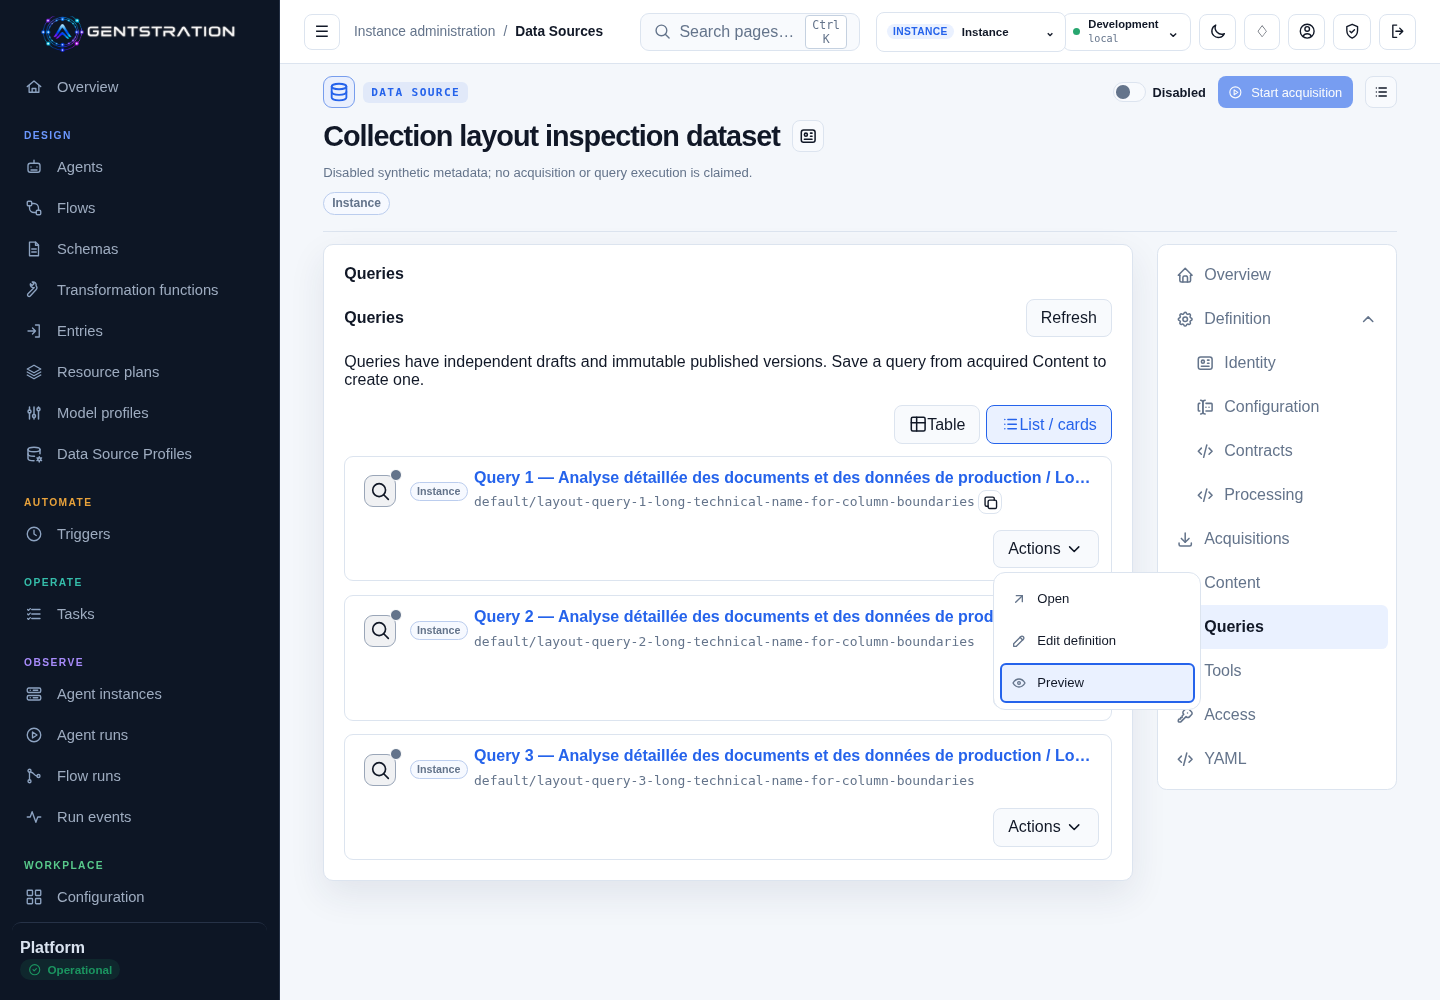 GENTSTRATION
Overview
DESIGN
Agents
Flows
Schemas
Transformation functions
Entries
Resource plans
Model profiles
Data Source Profiles
AUTOMATE
Triggers
OPERATE
Tasks
OBSERVE
Agent instances
Agent runs
Flow runs
Run events
WORKPLACE
Configuration
Platform
Operational
Instance administration / Data Sources
Search pages…
Ctrl K
INSTANCE Instance
Development
local
DATA SOURCE
Disabled
Start acquisition
Collection layout inspection dataset
Disabled synthetic metadata; no acquisition or query execution is claimed.
Instance
Queries
Queries
Refresh
Queries have independent drafts and immutable published versions. Save a query from acquired Content to
create one.
Table
List / cards
Instance
Query 1 — Analyse détaillée des documents et des données de production / Lo…
default/layout-query-1-long-technical-name-for-column-boundaries
Actions
Open
Edit definition
Preview
Instance
Query 2 — Analyse détaillée des documents et des données de prod
default/layout-query-2-long-technical-name-for-column-boundaries
Instance
Query 3 — Analyse détaillée des documents et des données de production / Lo…
default/layout-query-3-long-technical-name-for-column-boundaries
Actions
Overview
Definition
Identity
Configuration
Contracts
Processing
Acquisitions
Content
Queries
Tools
Access
YAML